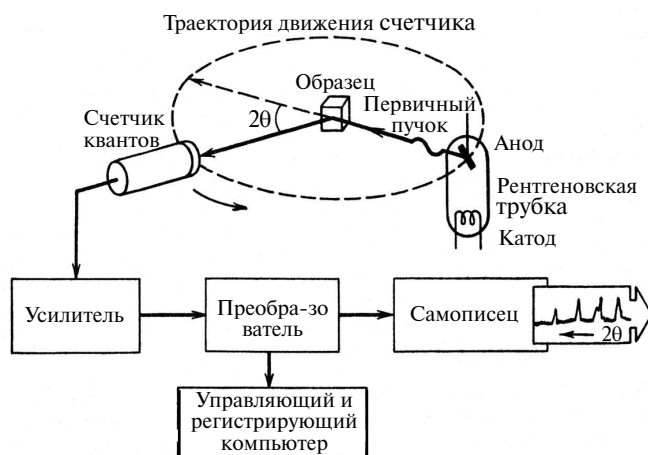 Траектория движения счетчика
Образец
Первичный
пучок
Счетчик
квантов
2θ
Анод
Рентгеновская
трубка
Катод
Усилитель
Преобра-зо
ватель
Самописец
2θ
Управляющий и
регистрирующий
компьютер